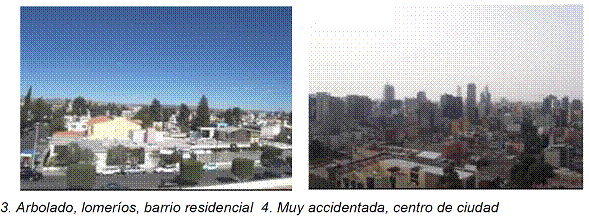 3. Arbolado, lomeríos, barrio residencial 4. Muy accidentada, centro de ciudad